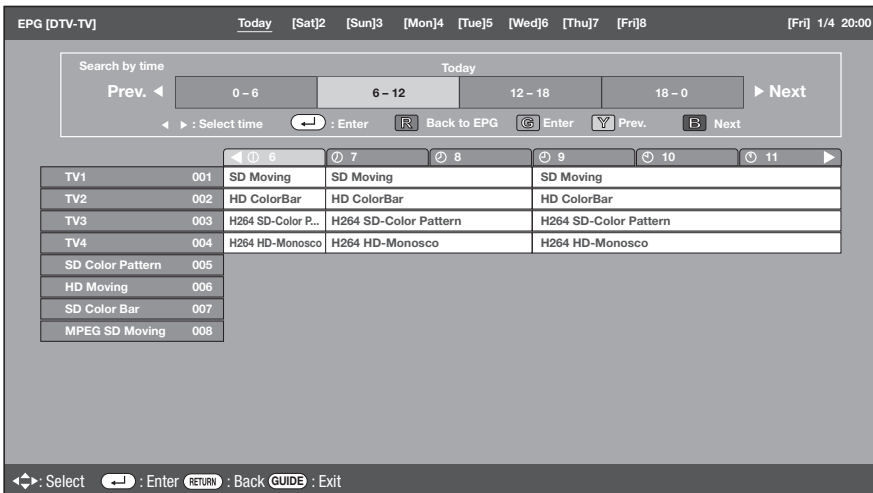 EPG [DTV-TV] Today [Sat]2 [Sun]3 [Mon]4 [Tue]5 [Wed]6 [Thu]7 [Fri]8 [Fri] 1/4 20:00
Search by time Today
Prev. ◀ 0 – 6 6 – 12 12 – 18 18 – 0 ▶ Next
◀ ▶ : Select time : Enter R Back to EPG G Enter Y Prev. B Next
6 7 8 9 10 11
TV1 001 SD Moving SD Moving SD Moving
TV2 002 HD ColorBar HD ColorBar HD ColorBar
TV3 003 H264 SD-Color P... H264 SD-Color Pattern H264 SD-Color Pattern
TV4 004 H264 HD-Monosco H264 HD-Monosco H264 HD-Monosco
SD Color Pattern 005
HD Moving 006
SD Color Bar 007
MPEG SD Moving 008
: Select : Enter RETURN : Back GUIDE : Exit